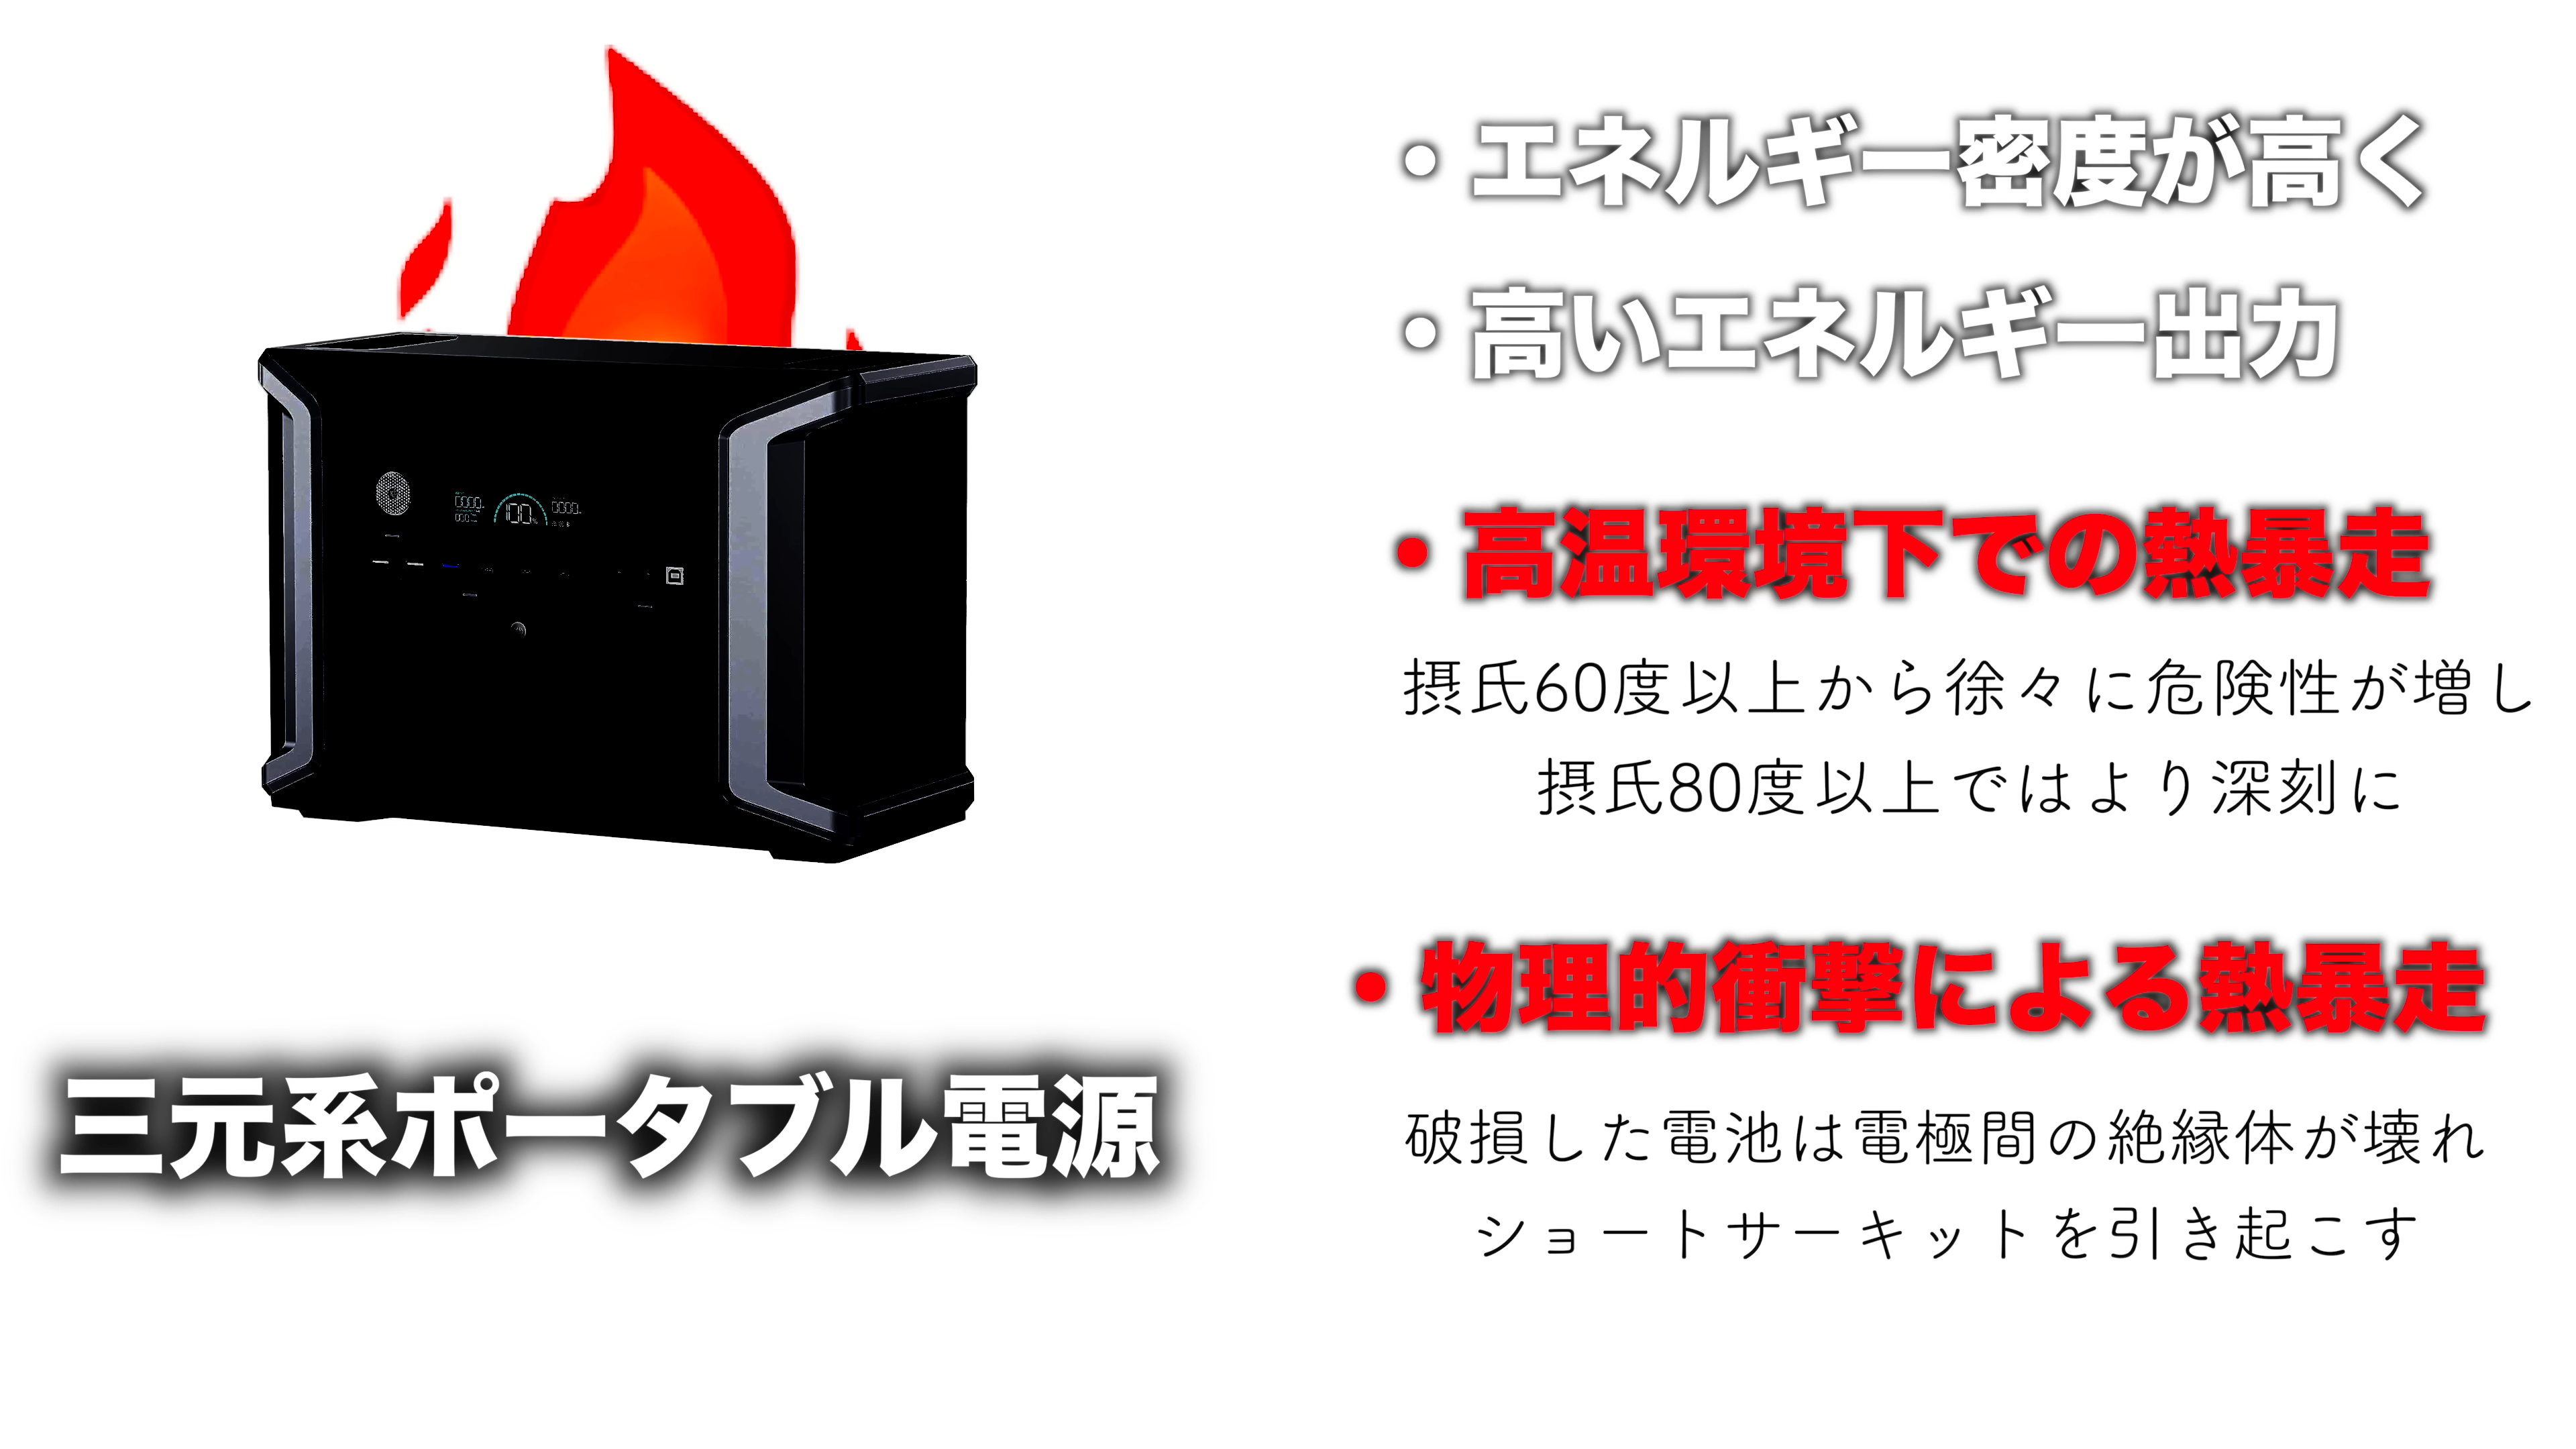 ・エネルギー密度が高く
・高いエネルギー出力
・高温環境下での熱暴走
摂氏60度以上から徐々に危険性が増し
摂氏80度以上ではより深刻に
・物理的衝撃による熱暴走
破損した電池は電極間の絶縁体が壊れ
ショートサーキットを引き起こす
三元系ポータブル電源
100%